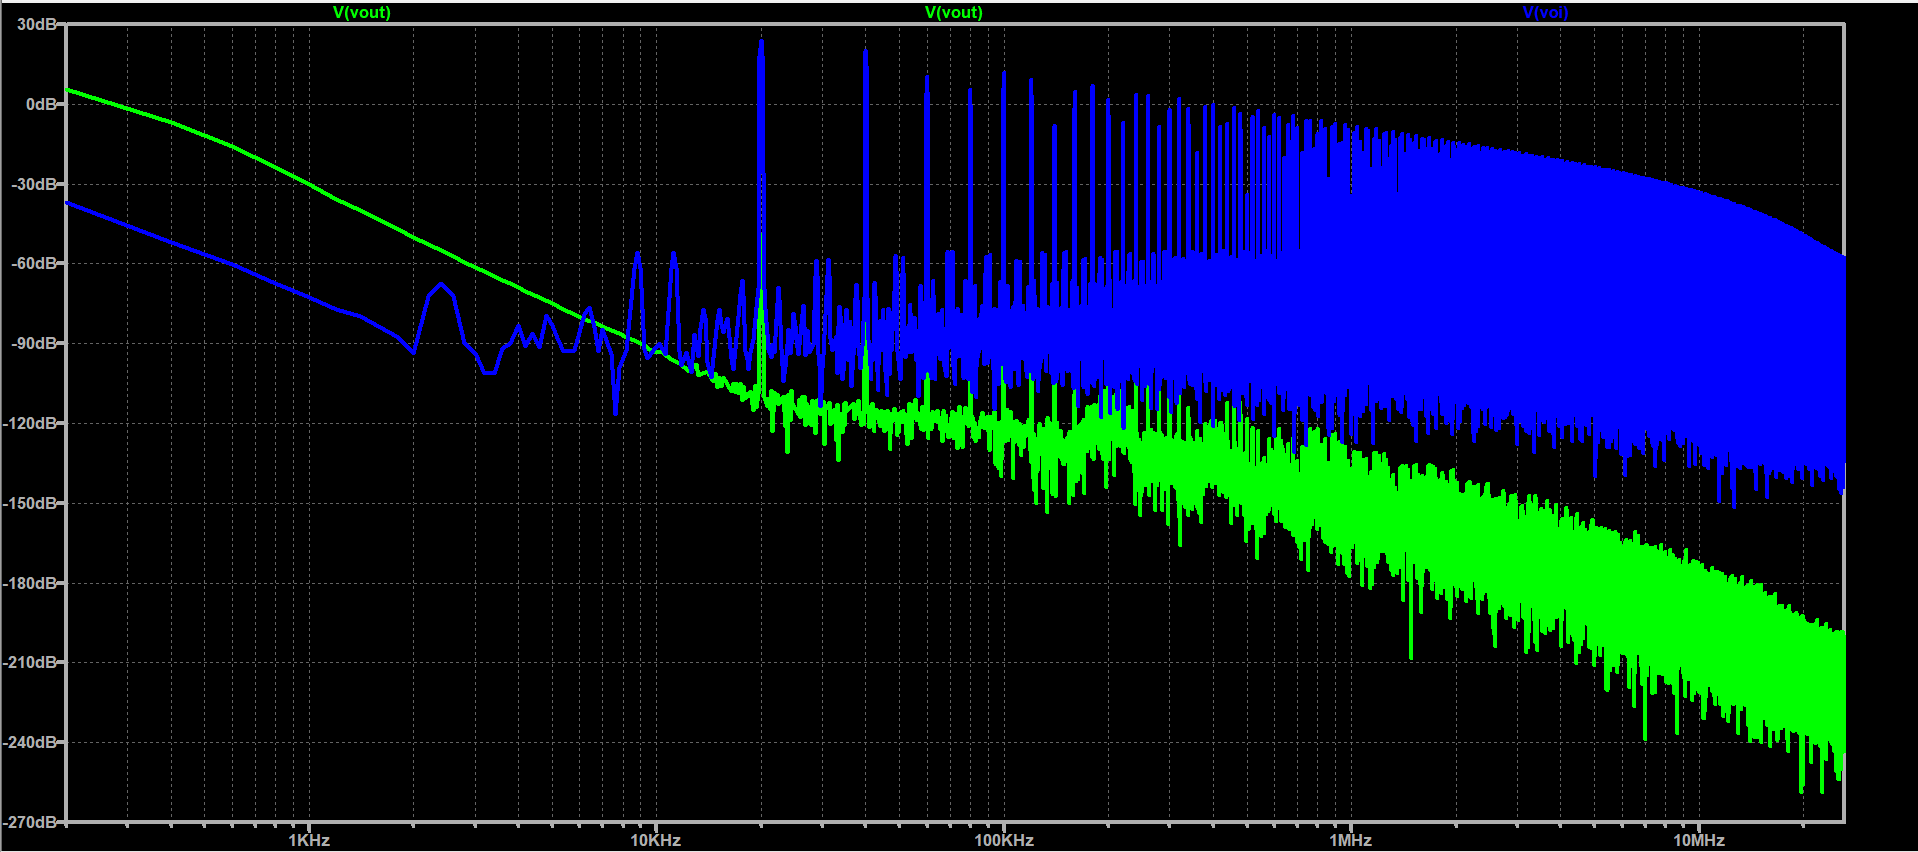 V(vout) V(vout) V(voi)
30dB
0dB
-30dB
-60dB
-90dB
-120dB
-150dB
-180dB
-210dB
-240dB
-270dB
1KHz 10KHz 100KHz 1MHz 10MHz